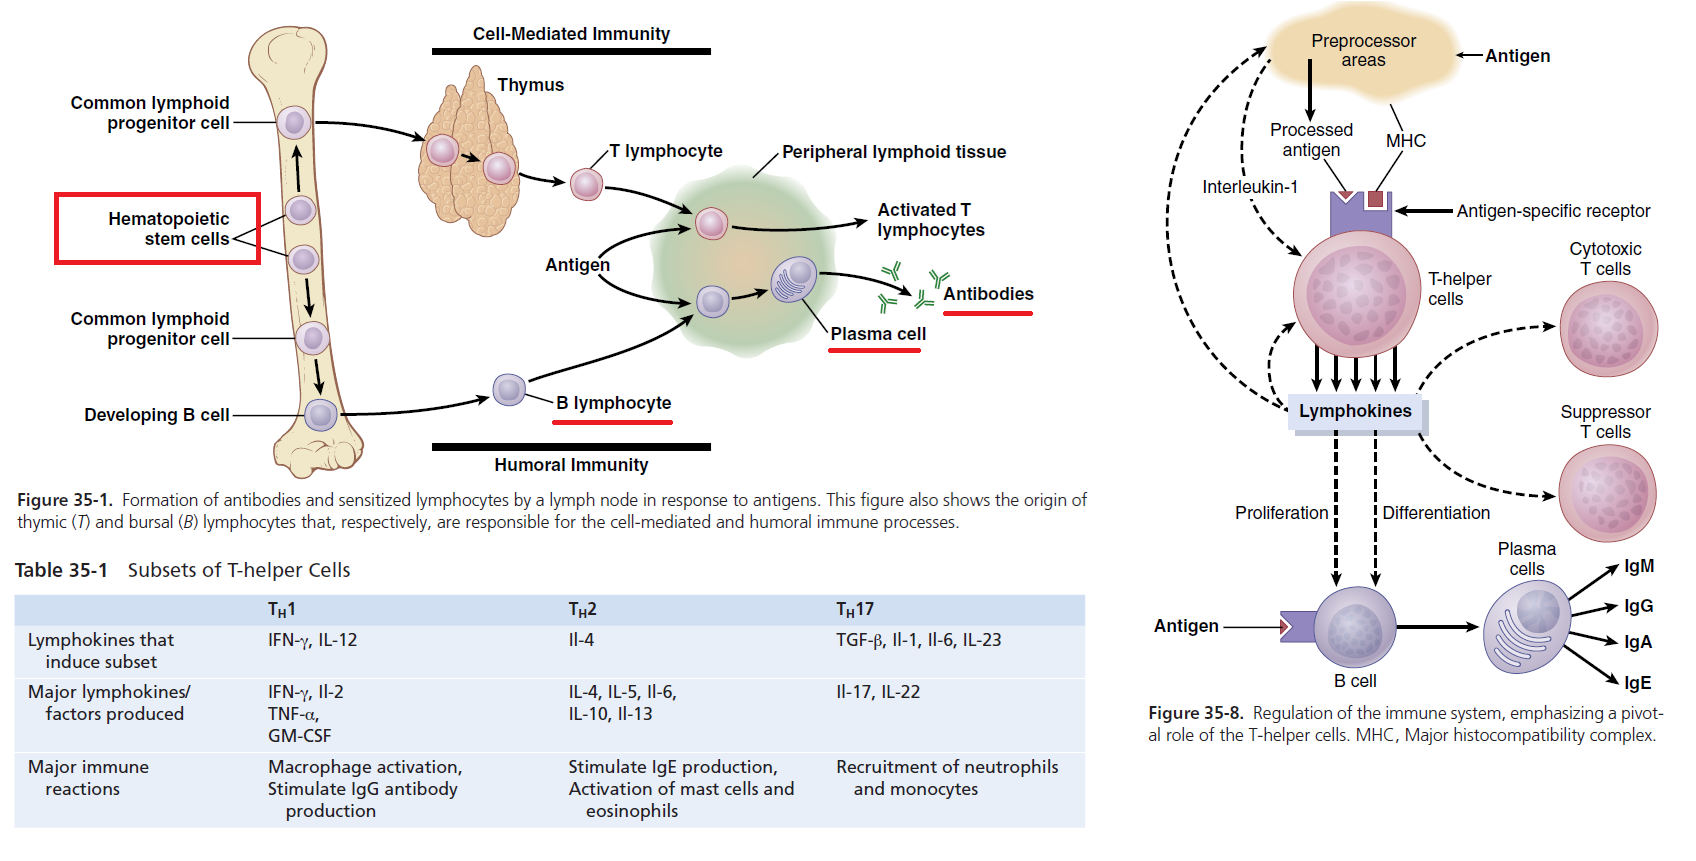 Cell-Mediated Immunity
Thymus
Common lymphoid
progenitor cell
T lymphocyte
Peripheral lymphoid tissue
Hematopoietic
stem cells
Activated T
lymphocytes
Antigen
Antibodies
Plasma cell
Common lymphoid
progenitor cell
Developing B cell
B lymphocyte
Humoral Immunity
Figure 35-1. Formation of antibodies and sensitized lymphocytes by a lymph node in response to antigens. This figure also shows the origin of
thymic (T) and bursal (B) lymphocytes that, respectively, are responsible for the cell-mediated and humoral immune processes.
Table 35-1 Subsets of T-helper Cells
TH1 TH2 TH17
Lymphokines that IFN-γ, IL-12 Il-4 TGF-β, Il-1, Il-6, IL-23
induce subset
Major lymphokines/ IFN-γ, Il-2 IL-4, IL-5, Il-6, Il-17, IL-22
factors produced TNF-α, IL-10, Il-13
GM-CSF
Major immune Macrophage activation, Stimulate IgE production, Recruitment of neutrophils
reactions Stimulate IgG antibody Activation of mast cells and and monocytes
production eosinophils
Preprocessor
areas
Antigen
Processed
antigen
MHC
Interleukin-1
Antigen-specific receptor
T-helper
cells
Cytotoxic
T cells
Lymphokines
Suppressor
T cells
Proliferation
Differentiation
Plasma
cells
IgM
IgG
IgA
IgE
Antigen
B cell
Figure 35-8. Regulation of the immune system, emphasizing a pivot-
al role of the T-helper cells. MHC, Major histocompatibility complex.